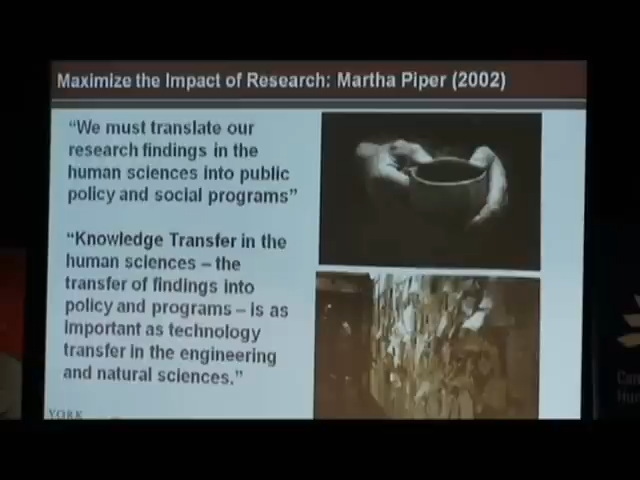 Maximize the Impact of Research: Martha Piper (2002)
“We must translate our
research findings in the
human sciences into public
policy and social programs”
“Knowledge Transfer in the
human sciences – the
transfer of findings into
policy and programs – is as
important as technology
transfer in the engineering
and natural sciences.”
YORK